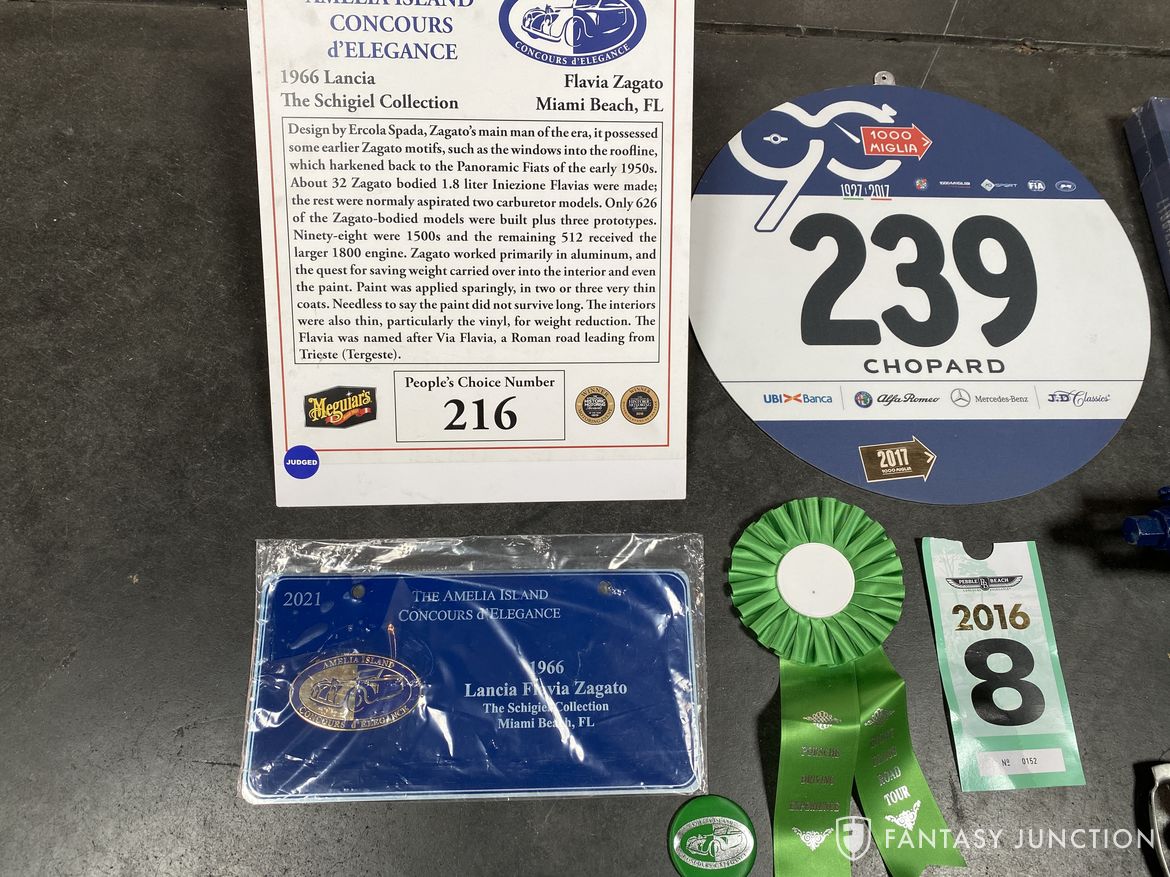 AMELIA ISLAND
CONCOURS
d'ELEGANCE
CONCOURS d'ELEGANCE
1966 Lancia
Flavia Zagato
The Schigiel Collection
Miami Beach, FL
Design by Ercola Spada, Zagato's main man of the era, it possessed
some earlier Zagato motifs, such as the windows into the roofline,
which harkened back to the Panoramic Fiats of the early 1950s.
About 32 Zagato bodied 1.8 liter Iniezione Flavias were made;
the rest were normaly aspirated two carburetor models. Only 626
of the Zagato-bodied models were built plus three prototypes.
Ninety-eight were 1500s and the remaining 512 received the
larger 1800 engine. Zagato worked primarily in aluminum, and
the quest for saving weight carried over into the interior and even
the paint. Paint was applied sparingly, in two or three very thin
coats. Needless to say the paint did not survive long. The interiors
were also thin, particularly the vinyl, for weight reduction. The
Flavia was named after Via Flavia, a Roman road leading from
Trieste (Tergeste).
Meguiar's
People's Choice Number
216
WINNER
WINNER
JUDGED
90
1000
MIGLIA
1927 2017
SPORT
FIA
239
CHOPARD
UBI Banca
Alfa Romeo
Mercedes-Benz
J.D Classics
2017
1000 MIGLIA
2021
THE AMELIA ISLAND
CONCOURS d'ELEGANCE
AMELIA ISLAND
CONCOURS d'ELEGANCE
1966
Lancia Flavia Zagato
The Schigiel Collection
Miami Beach, FL
PORSCHE
DRIVING
EXPERIENCE
ROAD
TOUR
PEBBLE BEACH
2016
8
Nº 0152
FANTASY JUNCTION